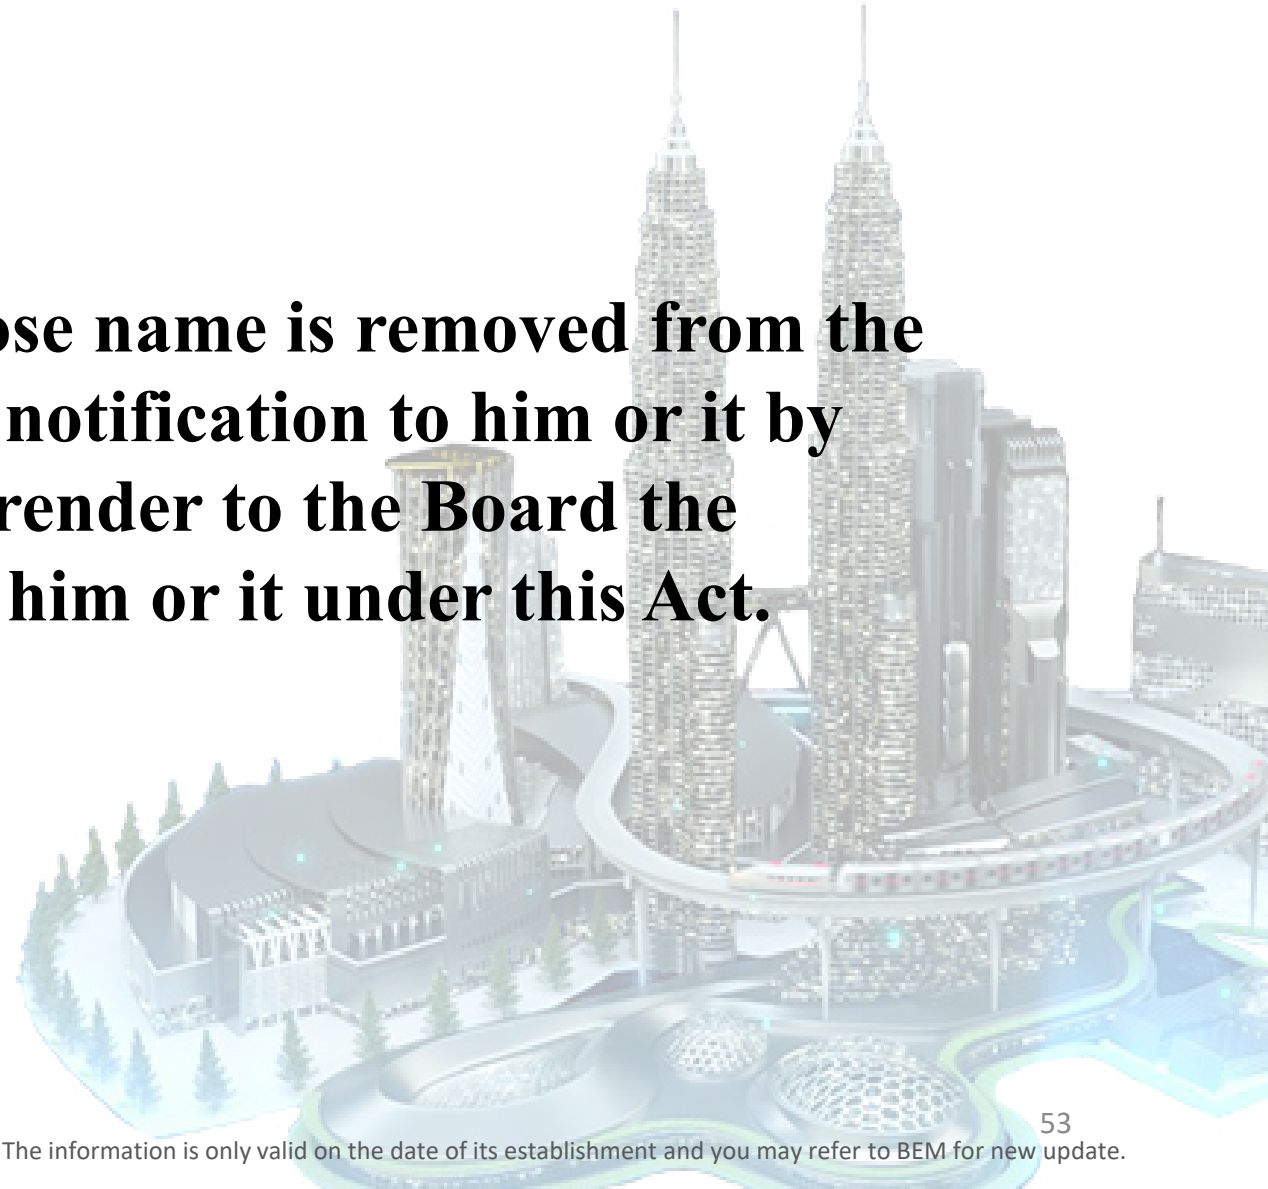 ose name is removed from the
notification to him or it by
render to the Board the
him or it under this Act.
53
The information is only valid on the date of its establishment and you may refer to BEM for new update.